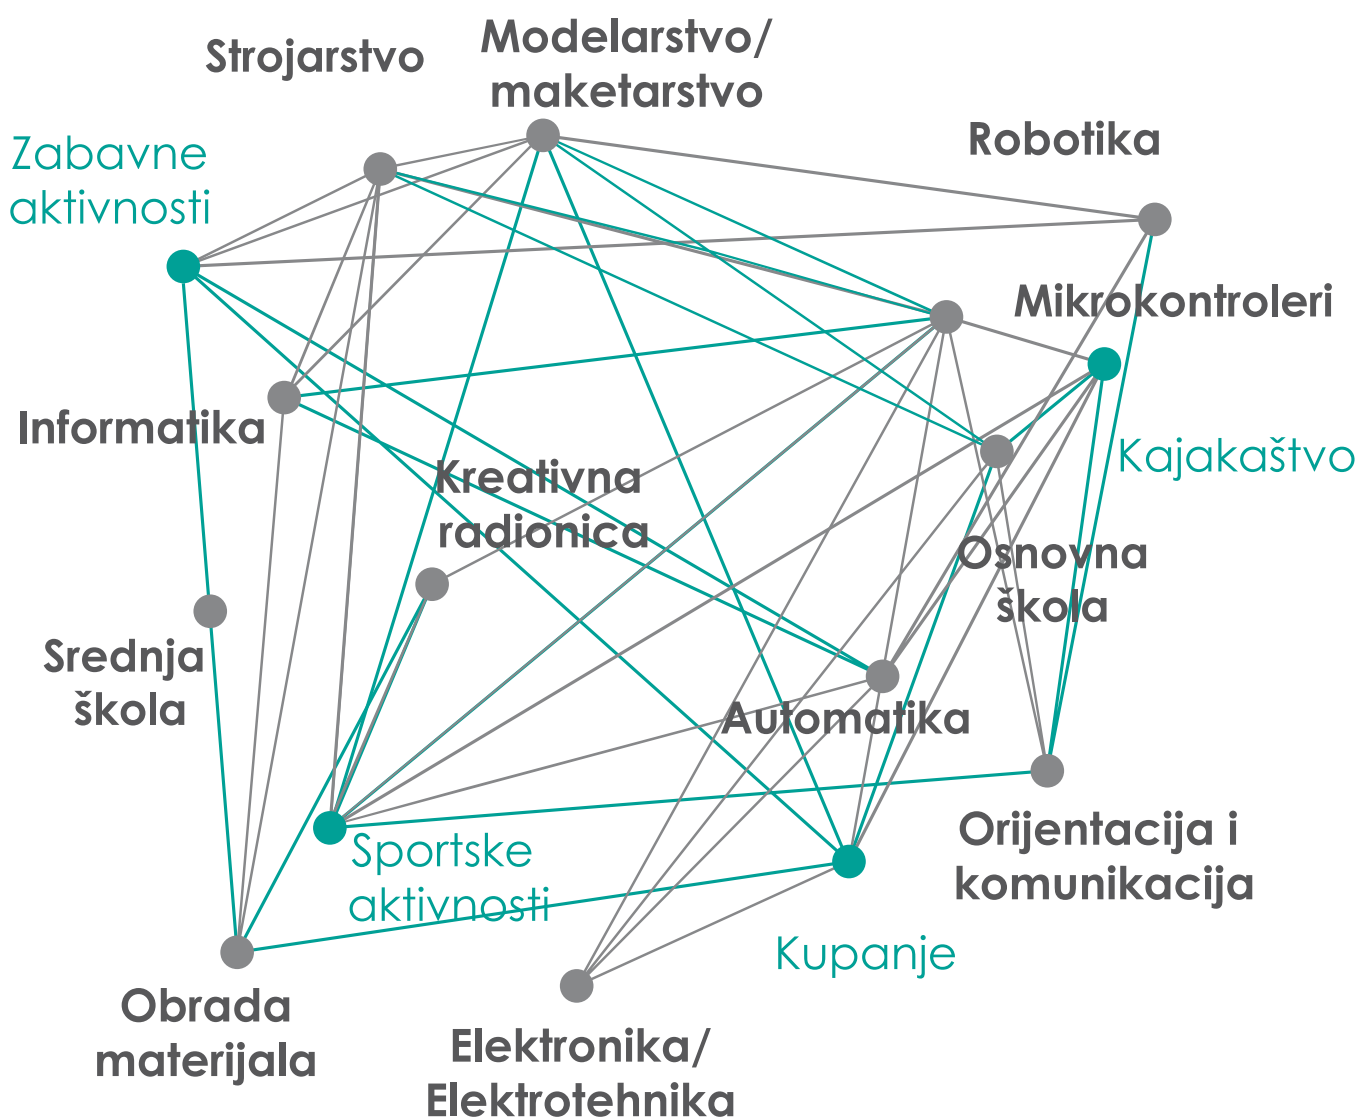 Strojarstvo
Modelarstvo/
maketarstvo
Robotika
Zabavne
aktivnosti
Mikrokontroleri
Informatika
Kajakaštvo
Kreativna
radionica
Osnovna
škola
Srednja
škola
Automatika
Sportske
aktivnosti
Orijentacija i
komunikacija
Kupanje
Obrada
materijala
Elektronika/
Elektrotehnika